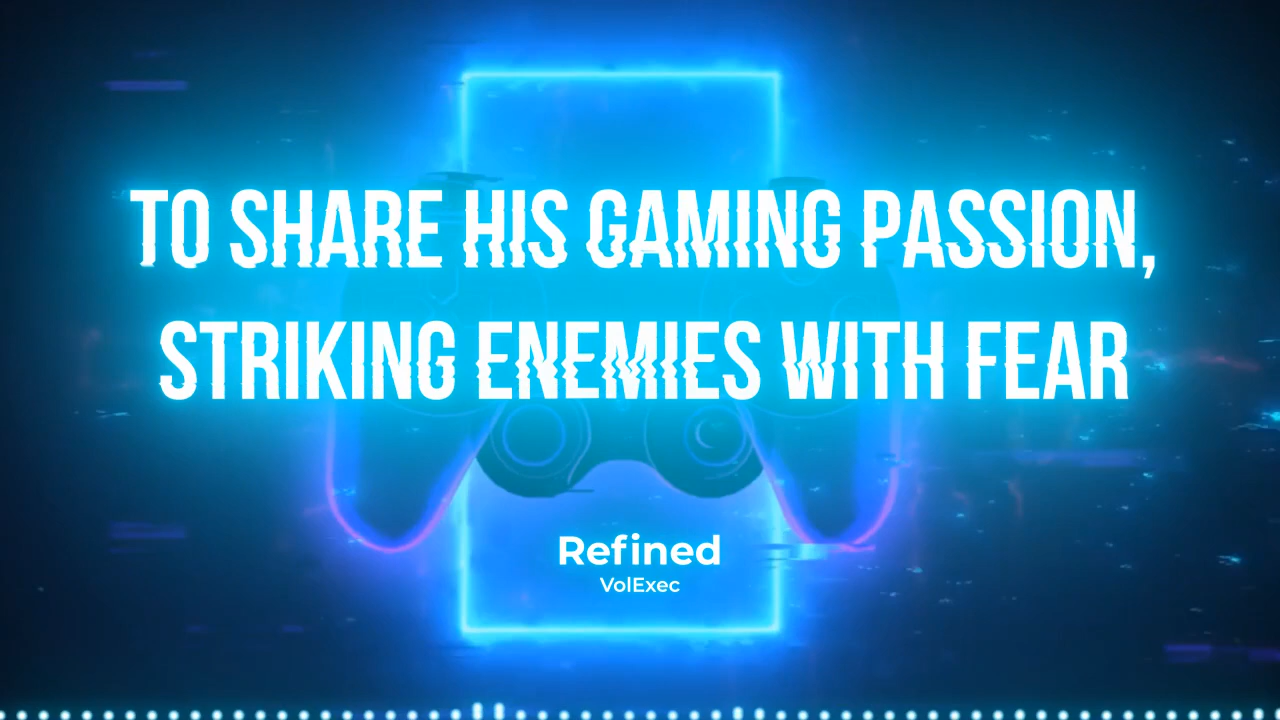 TO SHARE HIS GAMING PASSION,
STRIKING ENEMIES WITH FEAR
Refined
VolExec